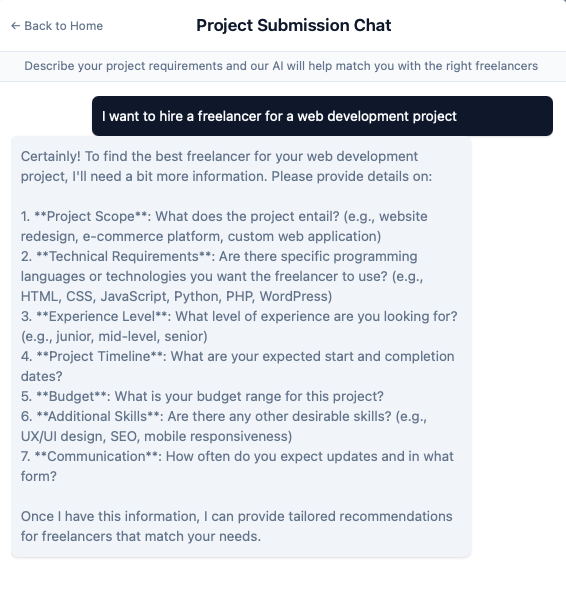 ← Back to Home
Project Submission Chat
Describe your project requirements and our AI will help match you with the right freelancers
I want to hire a freelancer for a web development project
Certainly! To find the best freelancer for your web development
project, I'll need a bit more information. Please provide details on:
1. **Project Scope**: What does the project entail? (e.g., website
redesign, e-commerce platform, custom web application)
2. **Technical Requirements**: Are there specific programming
languages or technologies you want the freelancer to use? (e.g.,
HTML, CSS, JavaScript, Python, PHP, WordPress)
3. **Experience Level**: What level of experience are you looking for?
(e.g., junior, mid-level, senior)
4. **Project Timeline**: What are your expected start and completion
dates?
5. **Budget**: What is your budget range for this project?
6. **Additional Skills**: Are there any other desirable skills? (e.g.,
UX/UI design, SEO, mobile responsiveness)
7. **Communication**: How often do you expect updates and in what
form?
Once I have this information, I can provide tailored recommendations
for freelancers that match your needs.